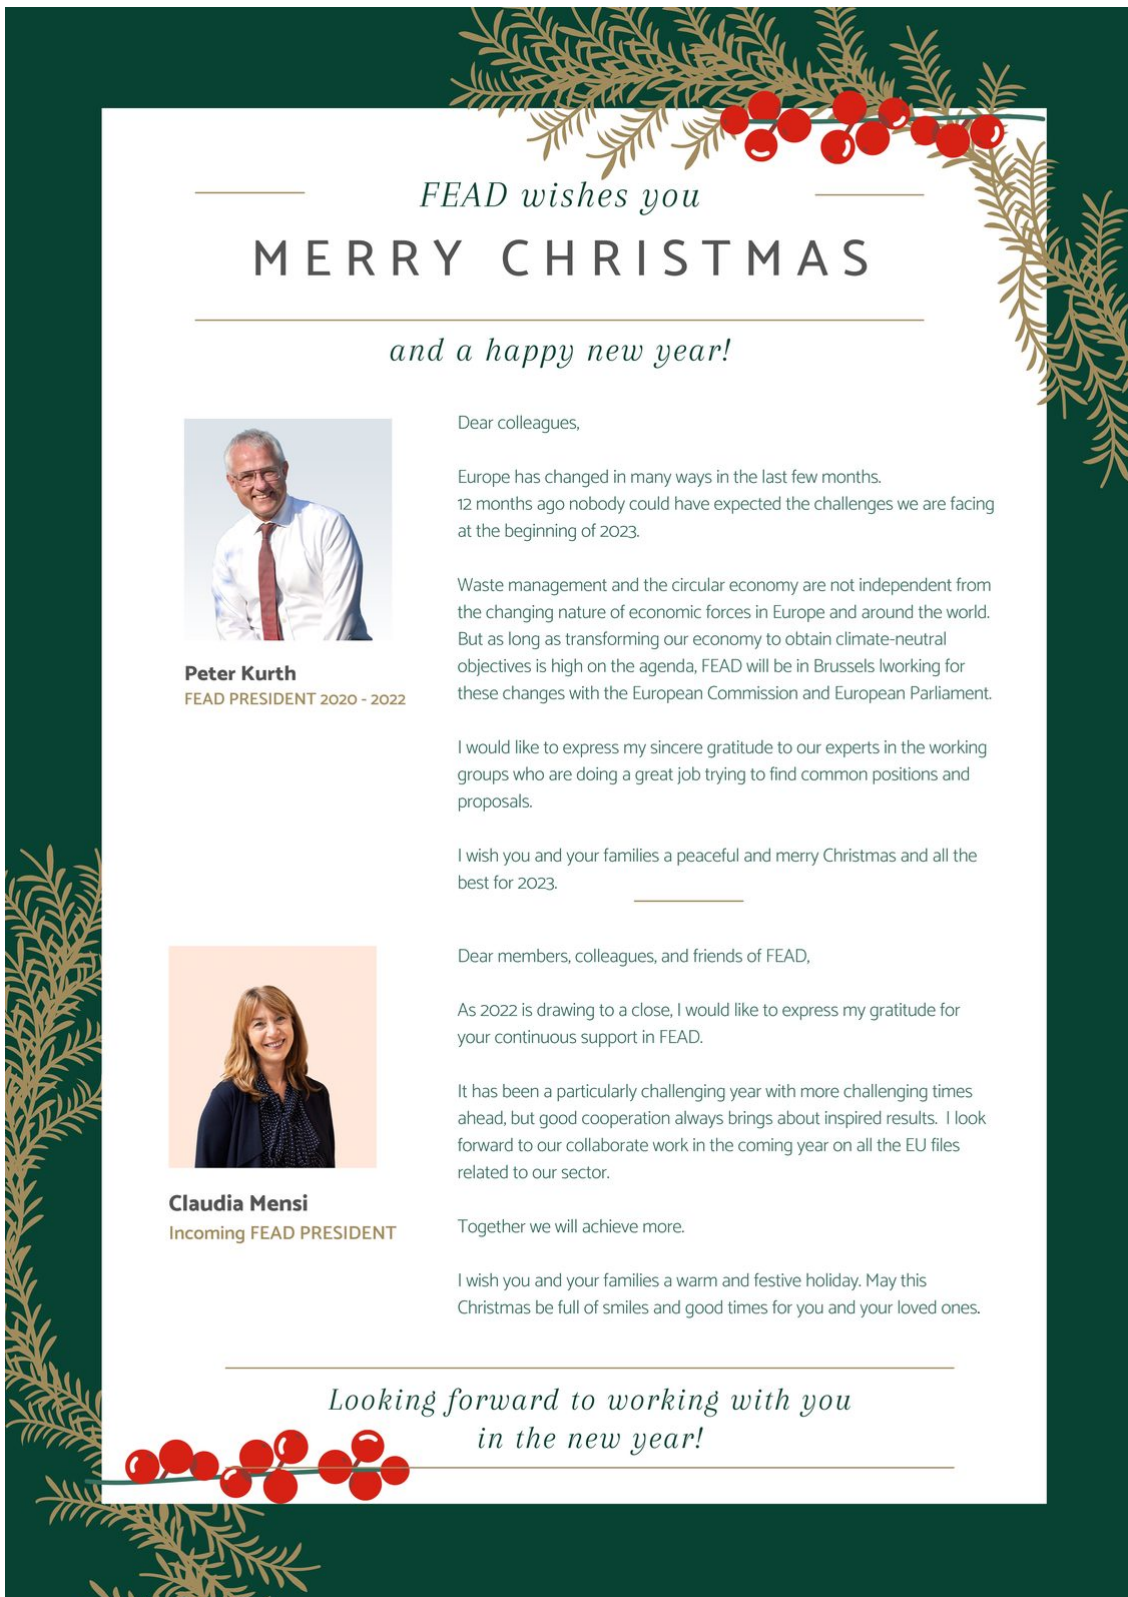 FEAD wishes you
MERRY CHRISTMAS
and a happy new year!
Dear colleagues,
Europe has changed in many ways in the last few months.
12 months ago nobody could have expected the challenges we are facing
at the beginning of 2023.
Waste management and the circular economy are not independent from
the changing nature of economic forces in Europe and around the world.
But as long as transforming our economy to obtain climate-neutral
objectives is high on the agenda, FEAD will be in Brussels lworking for
these changes with the European Commission and European Parliament.
I would like to express my sincere gratitude to our experts in the working
groups who are doing a great job trying to find common positions and
proposals.
I wish you and your families a peaceful and merry Christmas and all the
best for 2023.
Peter Kurth
FEAD PRESIDENT 2020 - 2022
Dear members, colleagues, and friends of FEAD,
As 2022 is drawing to a close, I would like to express my gratitude for
your continuous support in FEAD.
It has been a particularly challenging year with more challenging times
ahead, but good cooperation always brings about inspired results.  I look
forward to our collaborate work in the coming year on all the EU files
related to our sector.
Together we will achieve more.
I wish you and your families a warm and festive holiday. May this
Christmas be full of smiles and good times for you and your loved ones.
Claudia Mensi
Incoming FEAD PRESIDENT
Looking forward to working with you
in the new year!